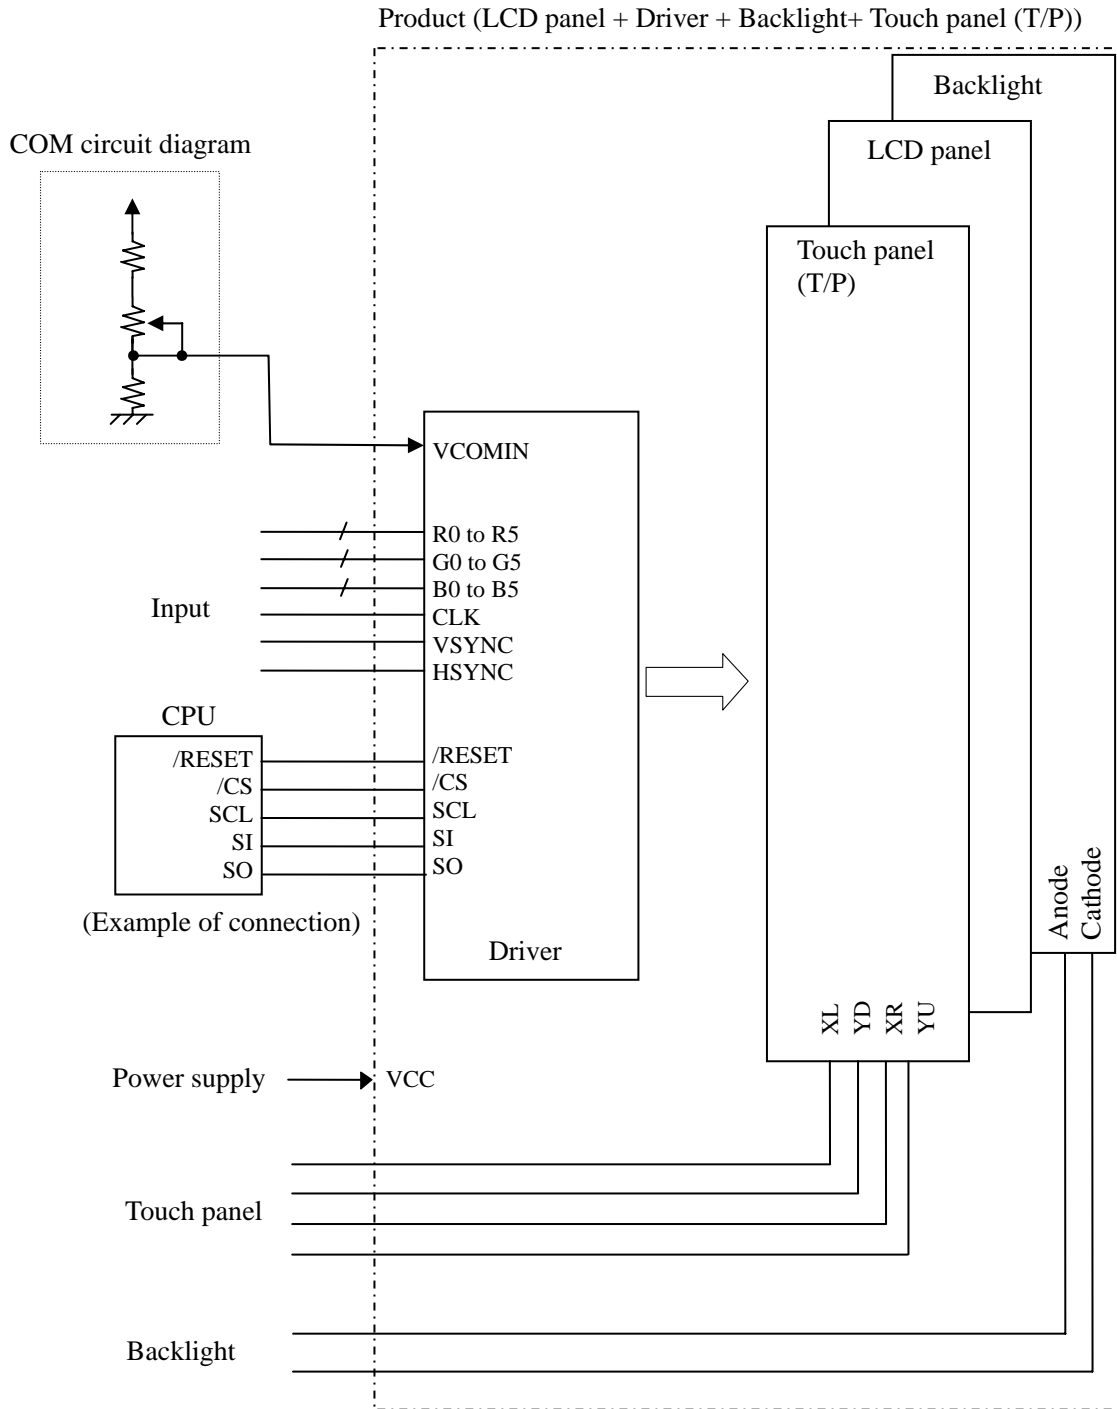 Product (LCD panel + Driver + Backlight+ Touch panel (T/P))
Backlight
COM circuit diagram
LCD panel
Touch panel
(T/P)
VCOMIN
R0 to R5
G0 to G5
B0 to B5
Input
CLK
VSYNC
HSYNC
CPU
/RESET
/CS
SCL
SI
SO
/RESET
/CS
SCL
SI
SO
(Example of connection)
Driver
Anode
Cathode
XL
YD
XR
YU
Power supply
VCC
Touch panel
Backlight